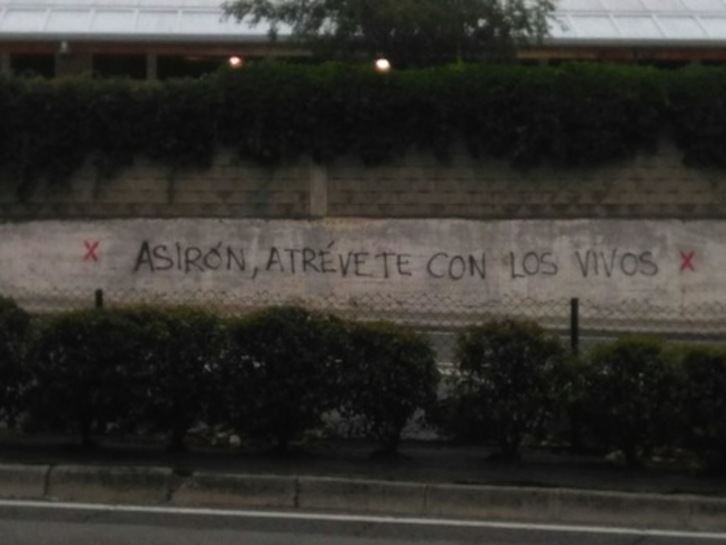 X ASIRÓN, ATRÉVETE CON LOS VIVOS X